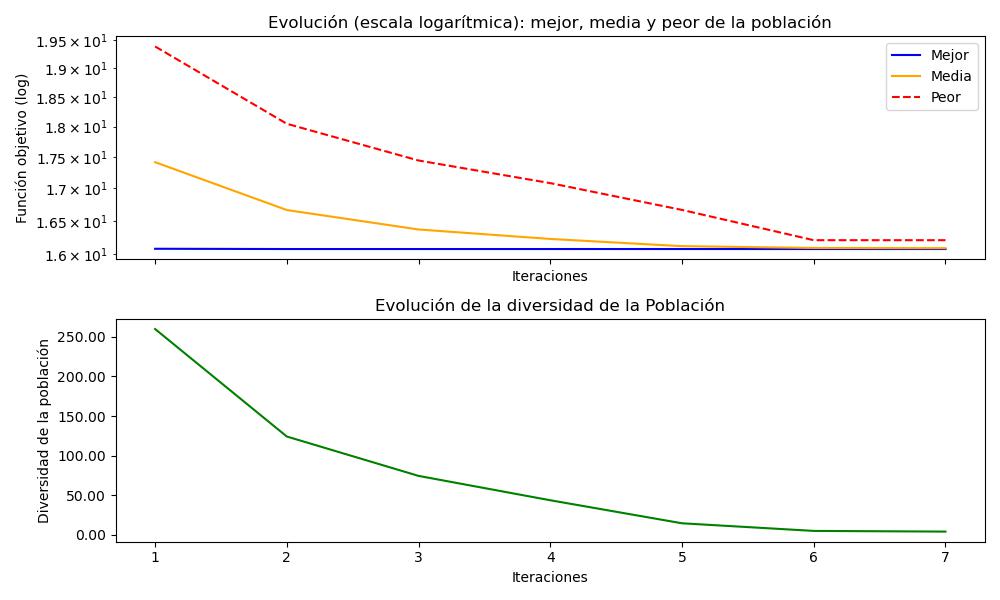 Evolución (escala logarítmica): mejor, media y peor de la población
1.95 × 10¹
1.9 × 10¹
1.85 × 10¹
1.8 × 10¹
1.75 × 10¹
1.7 × 10¹
1.65 × 10¹
1.6 × 10¹
Función objetivo (log)
Mejor
Media
Peor
Iteraciones
Evolución de la diversidad de la Población
250.00
200.00
150.00
100.00
50.00
0.00
Diversidad de la población
1 2 3 4 5 6 7
Iteraciones